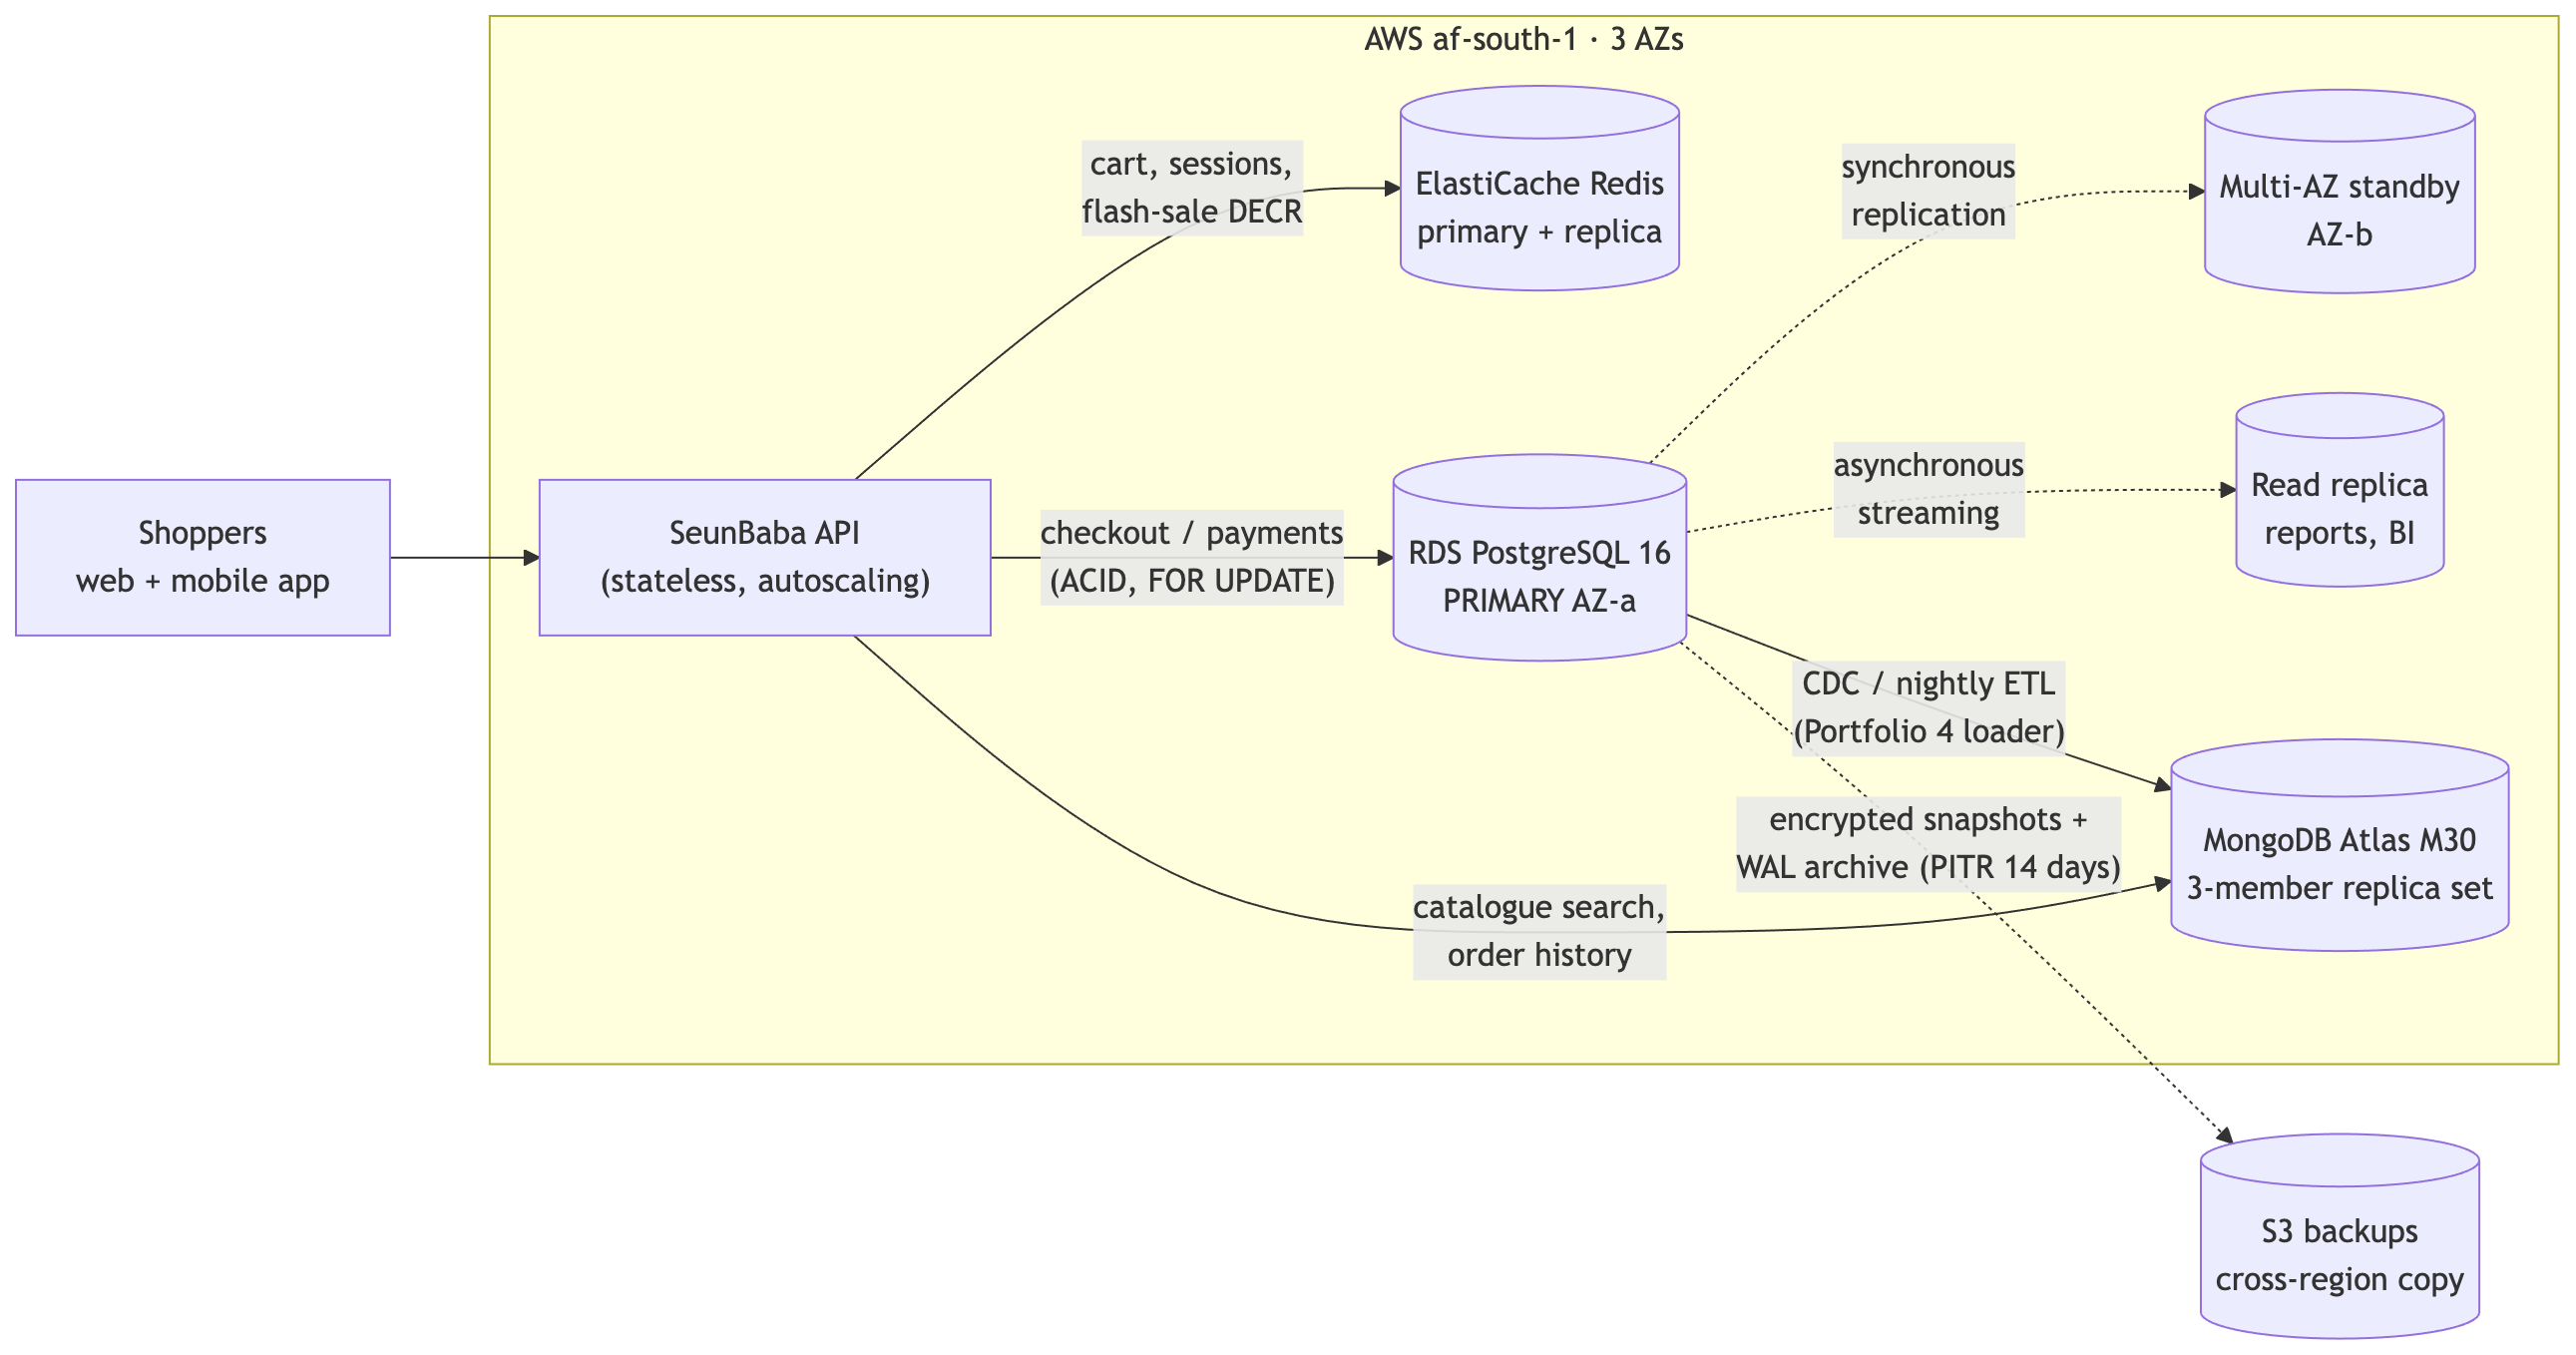 AWS af-south-1 · 3 AZs
cart, sessions,
flash-sale DECR
ElastiCache Redis
primary + replica
synchronous
replication
Multi-AZ standby
AZ-b
Shoppers
web + mobile app
SeunBaba API
(stateless, autoscaling)
checkout / payments
(ACID, FOR UPDATE)
RDS PostgreSQL 16
PRIMARY AZ-a
asynchronous
streaming
Read replica
reports, BI
CDC / nightly ETL
(Portfolio 4 loader)
encrypted snapshots +
WAL archive (PITR 14 days)
MongoDB Atlas M30
3-member replica set
catalogue search,
order history
S3 backups
cross-region copy